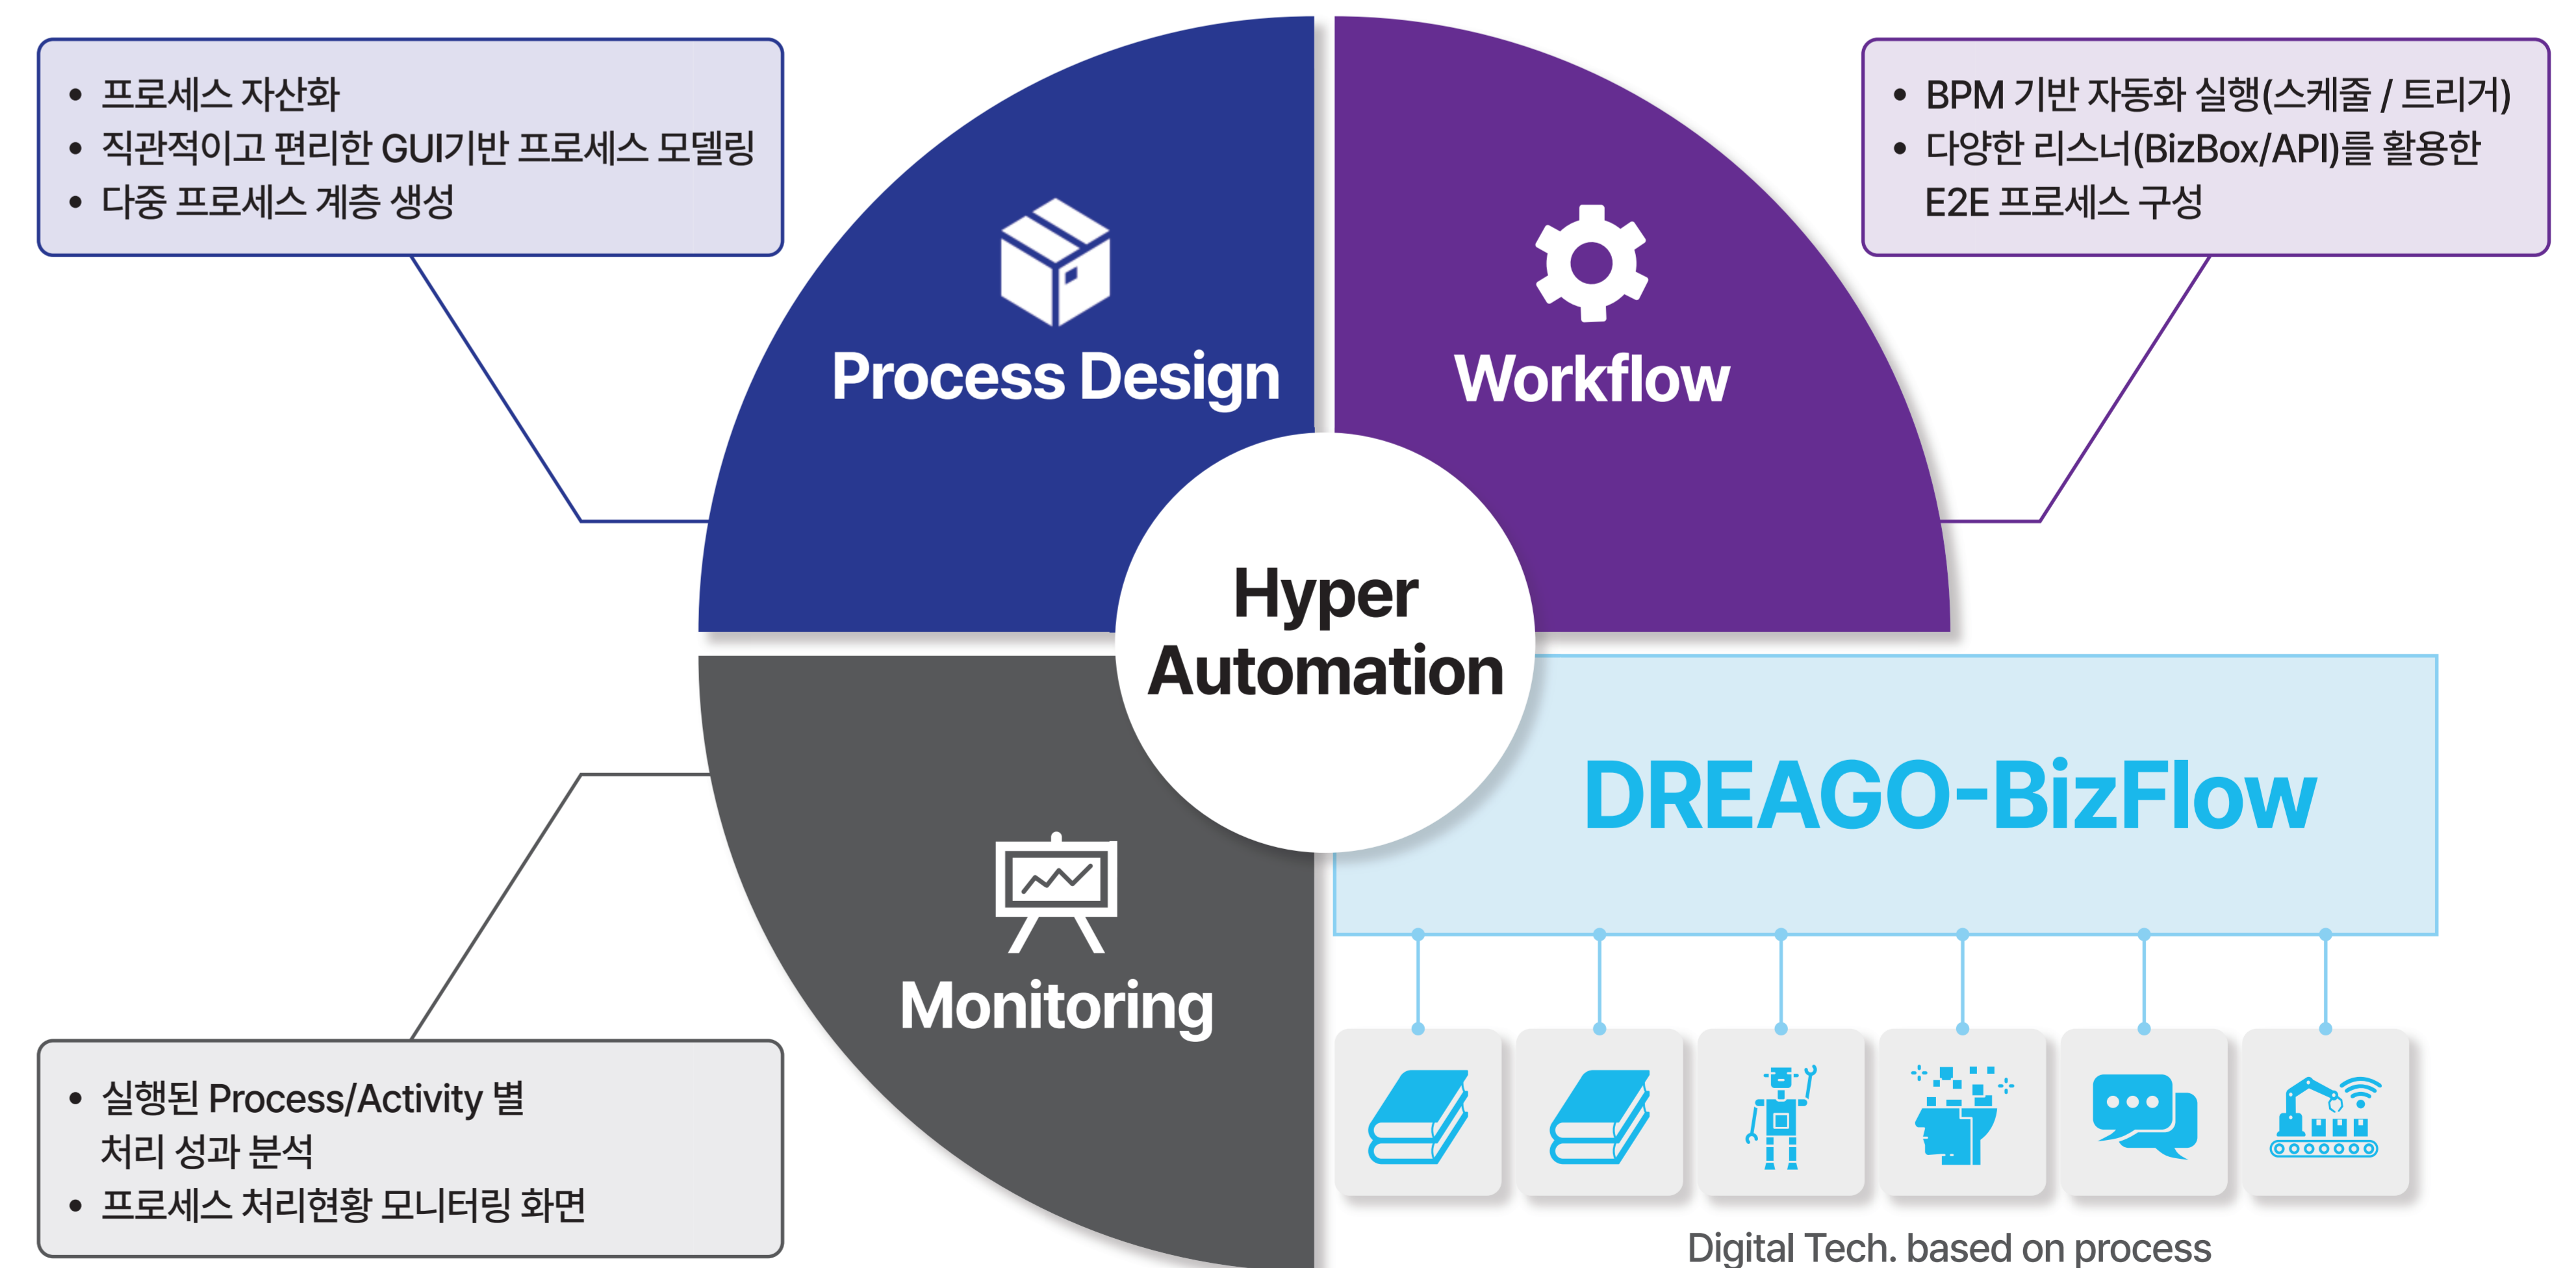 • 프로세스 자산화
• 직관적이고 편리한 GUI기반 프로세스 모델링
• 다중 프로세스 계층 생성
Process Design
Workflow
• BPM 기반 자동화 실행(스케줄 / 트리거)
• 다양한 리스너(BizBox/API)를 활용한
E2E 프로세스 구성
Hyper
Automation
DREAGO-BizFlow
Monitoring
• 실행된 Process/Activity 별
처리 성과 분석
• 프로세스 처리현황 모니터링 화면
Digital Tech. based on process